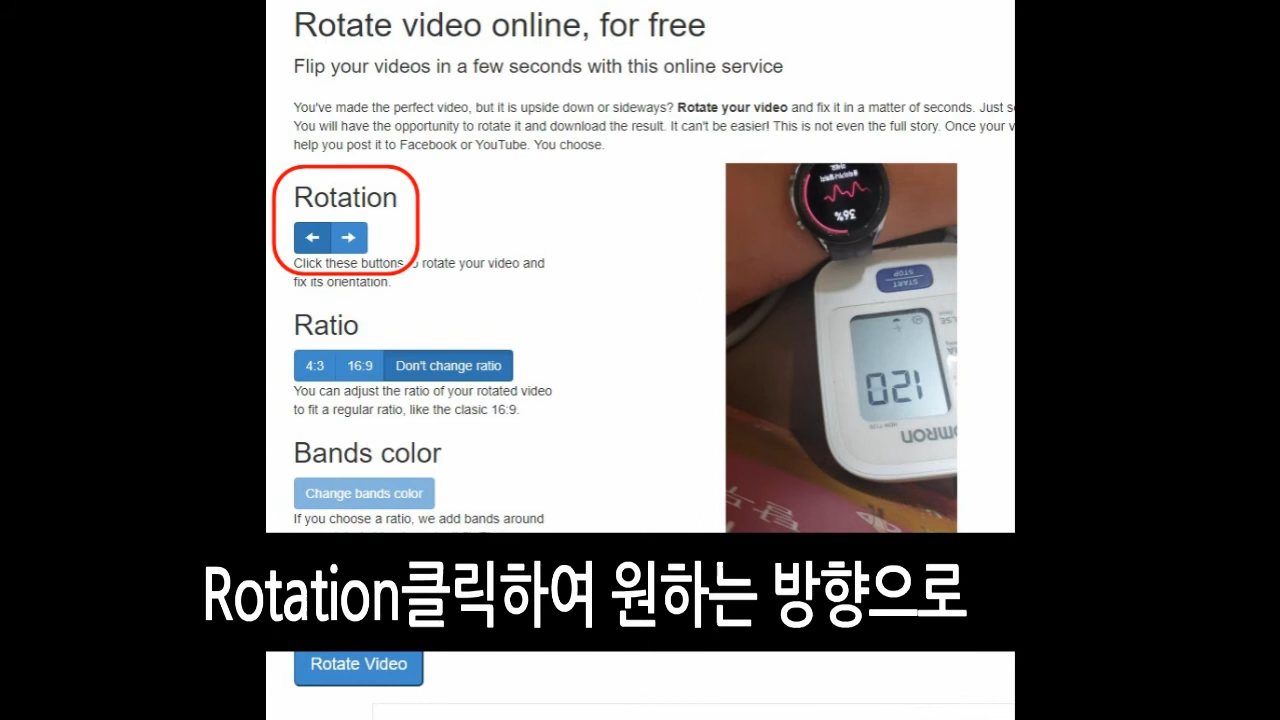 Rotate video online, for free
Flip your videos in a few seconds with this online service
You've made the perfect video, but it is upside down or sideways? Rotate your video and fix it in a matter of seconds. Just
You will have the opportunity to rotate it and download the result. It can't be easier! This is not even the full story. Once your
help you post it to Facebook or YouTube. You choose.
Rotation
Click these buttons to rotate your video and
fix its orientation.
Ratio
4:3 16:9 Don't change ratio
You can adjust the ratio of your rotated video
to fit a regular ratio, like the clasic 16:9.
Bands color
Change bands color
If you choose a ratio, we add bands around
36%
START
STOP
120
OMRON
Rotation클릭하여 원하는 방향으로
Rotate Video